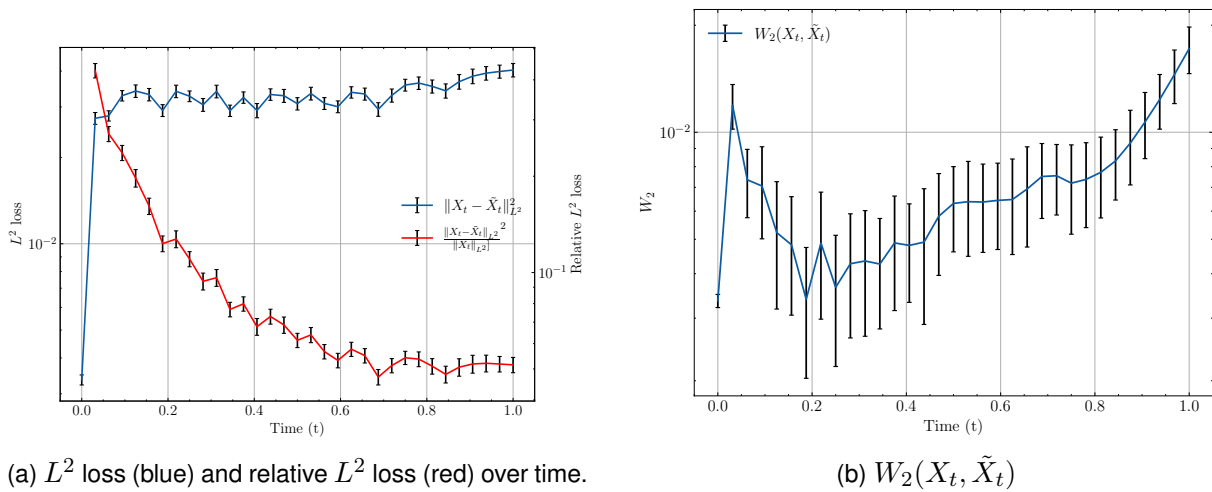 L² loss
10⁻²
0.0 0.2 0.4 0.6 0.8 1.0
Time (t)
‖X_t − X̃_t‖²_{L²}
‖X_t−X̃_t‖_{L²}² / ‖X_t‖_{L²}
10⁻¹
Relative L² loss
(a) L² loss (blue) and relative L² loss (red) over time.
W₂(X_t, X̃_t)
W₂
10⁻²
0.0 0.2 0.4 0.6 0.8 1.0
Time (t)
(b) W₂(X_t, X̃_t)